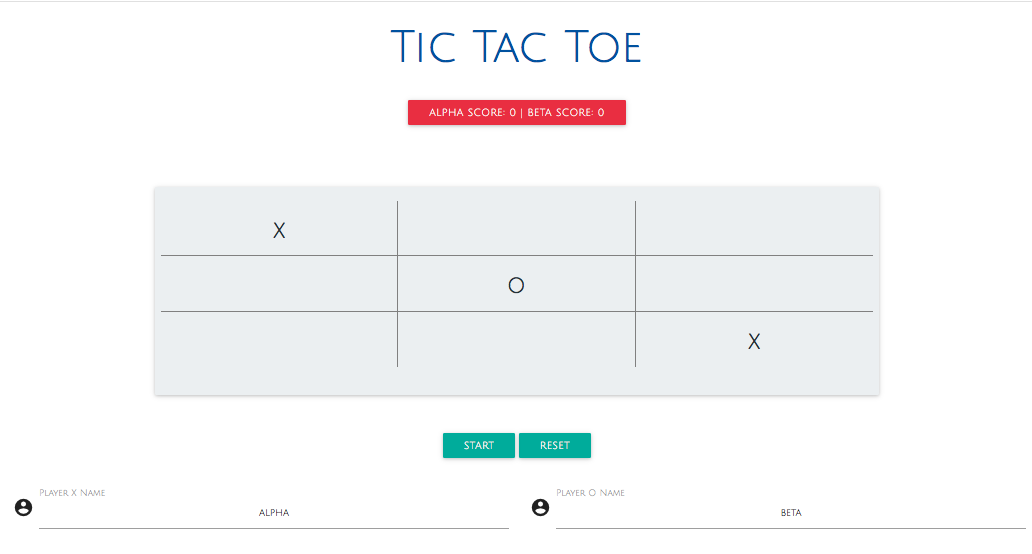 Tic Tac Toe
ALPHA SCORE: 0 | BETA SCORE: 0
X
O
X
START RESET
Player X Name
Player O Name
ALPHA
BETA